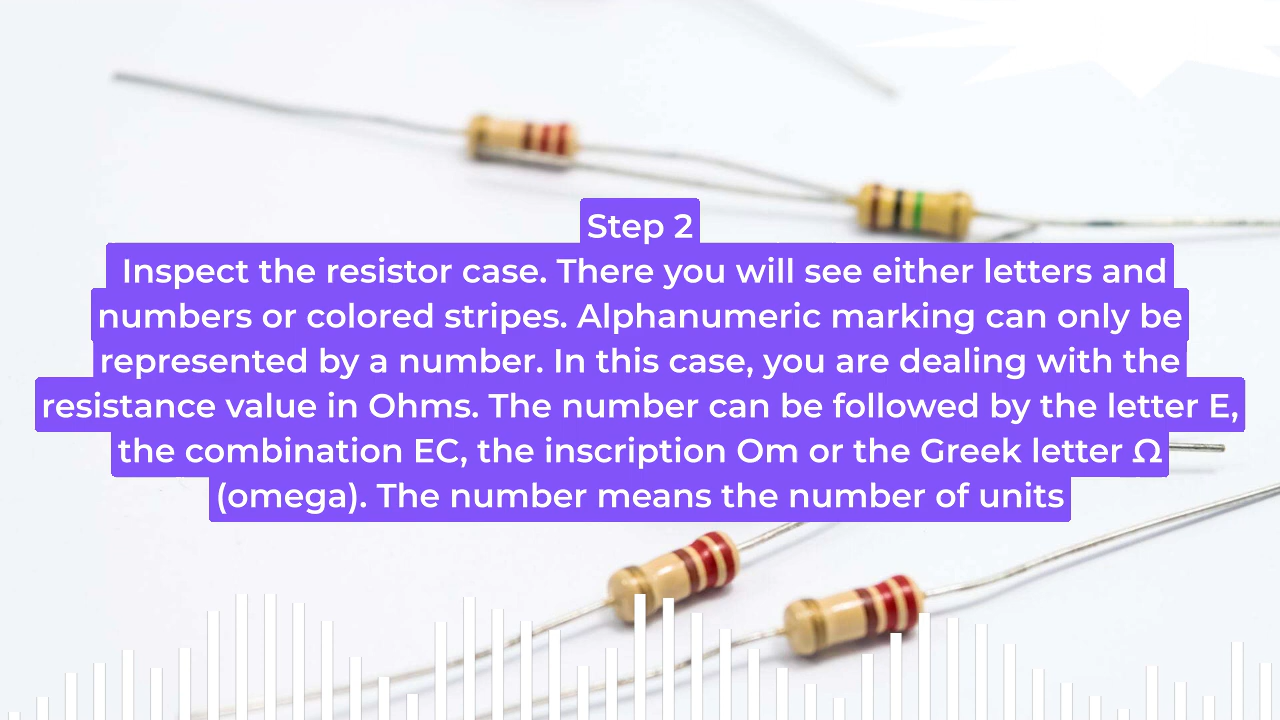 Step 2
Inspect the resistor case. There you will see either letters and
numbers or colored stripes. Alphanumeric marking can only be
represented by a number. In this case, you are dealing with the
resistance value in Ohms. The number can be followed by the letter E,
the combination EC, the inscription Om or the Greek letter Ω
(omega). The number means the number of units